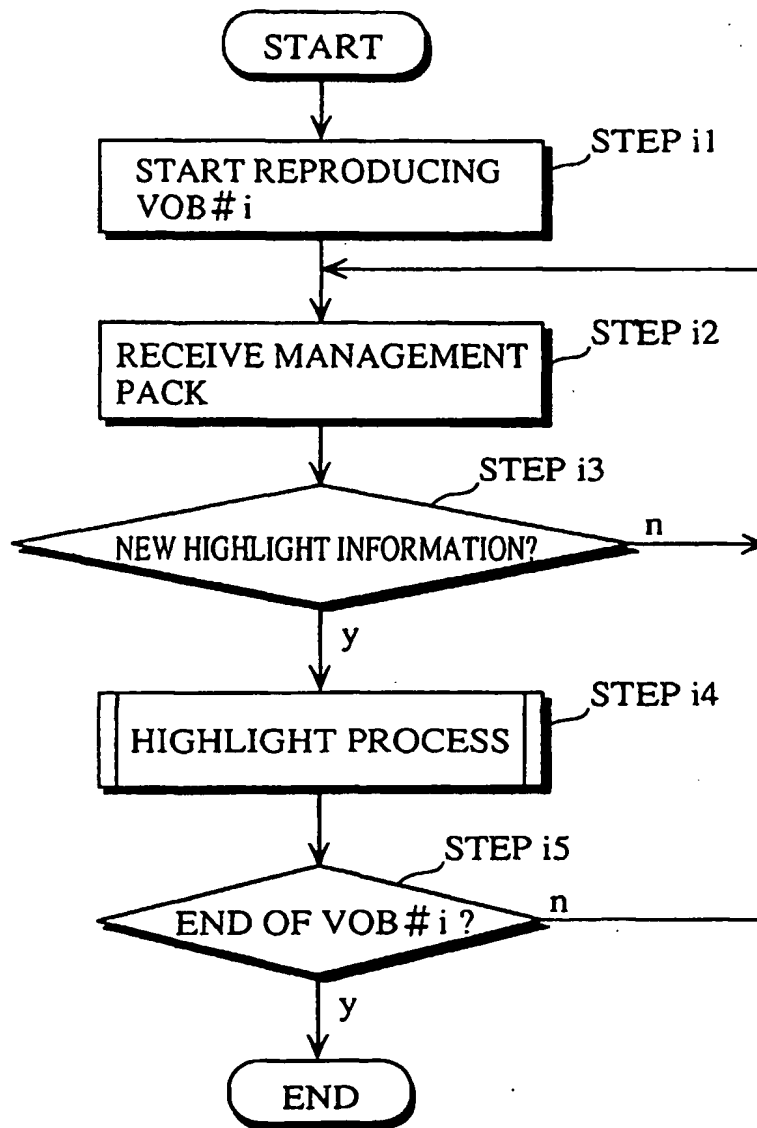 START
STEP i1
START REPRODUCING
VOB# i
STEP i2
RECEIVE MANAGEMENT
PACK
STEP i3
NEW HIGHLIGHT INFORMATION?
n
y
STEP i4
HIGHLIGHT PROCESS
STEP i5
END OF VOB# i ?
n
y
END